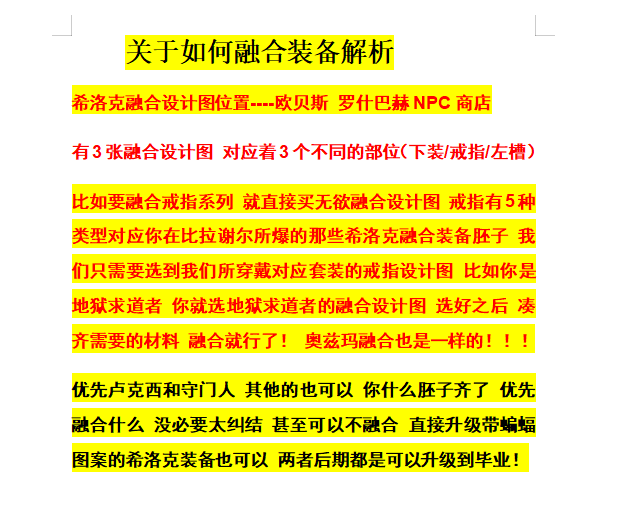 关于如何融合装备解析
希洛克融合设计图位置----欧贝斯 罗什巴赫 NPC 商店
有 3 张融合设计图 对应着 3 个不同的部位（下装/戒指/左槽）
比如要融合戒指系列 就直接买无欲融合设计图 戒指有 5 种
类型对应你在比拉谢尔所爆的那些希洛克融合装备胚子 我
们只需要选到我们所穿戴对应套装的戒指设计图 比如你是
地狱求道者 你就选地狱求道者的融合设计图 选好之后 凑
齐需要的材料 融合就行了！ 奥兹玛融合也是一样的！！！
优先卢克西和守门人 其他的也可以 你什么胚子齐了 优先
融合什么 没必要太纠结 甚至可以不融合 直接升级带蝙蝠
图案的希洛克装备也可以 两者后期都是可以升级到毕业！